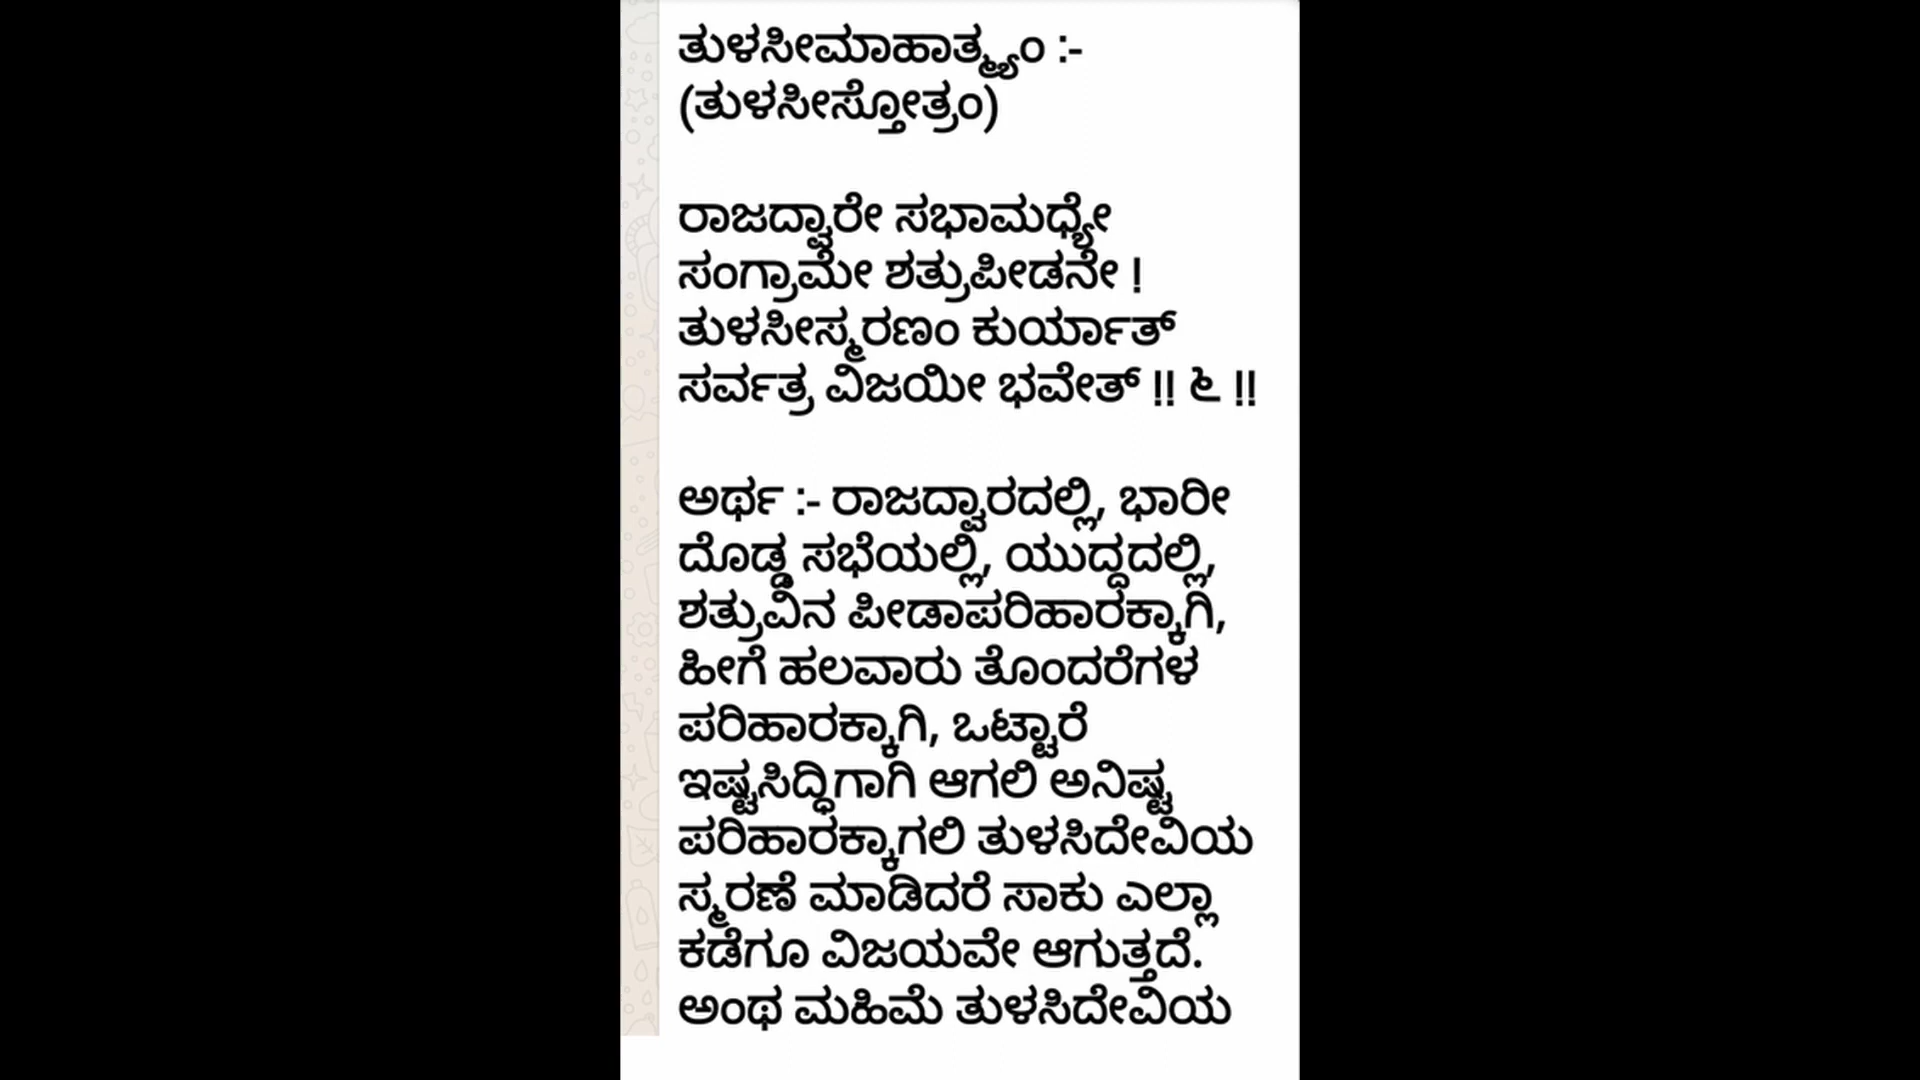 ತುಳಸೀಮಾಹಾತ್ಮ್ಯಂ :-
(ತುಳಸೀಸ್ತೋತ್ರಂ)
ರಾಜದ್ವಾರೇ ಸಭಾಮಧ್ಯೇ
ಸಂಗ್ರಾಮೇ ಶತ್ರುಪೀಡನೇ !
ತುಳಸೀಸ್ಮರಣಂ ಕುರ್ಯಾತ್
ಸರ್ವತ್ರ ವಿಜಯೀ ಭವೇತ್ !! ೬ !!
ಅರ್ಥ :- ರಾಜದ್ವಾರದಲ್ಲಿ, ಭಾರೀ
ದೊಡ್ಡ ಸಭೆಯಲ್ಲಿ, ಯುದ್ಧದಲ್ಲಿ,
ಶತ್ರುವಿನ ಪೀಡಾಪರಿಹಾರಕ್ಕಾಗಿ,
ಹೀಗೆ ಹಲವಾರು ತೊಂದರೆಗಳ
ಪರಿಹಾರಕ್ಕಾಗಿ, ಒಟ್ಟಾರೆ
ಇಷ್ಟಸಿದ್ಧಿಗಾಗಿ ಆಗಲಿ ಅನಿಷ್ಟ
ಪರಿಹಾರಕ್ಕಾಗಲಿ ತುಳಸಿದೇವಿಯ
ಸ್ಮರಣೆ ಮಾಡಿದರೆ ಸಾಕು ಎಲ್ಲಾ
ಕಡೆಗೂ ವಿಜಯವೇ ಆಗುತ್ತದೆ.
ಅಂಥ ಮಹಿಮೆ ತುಳಸಿದೇವಿಯ